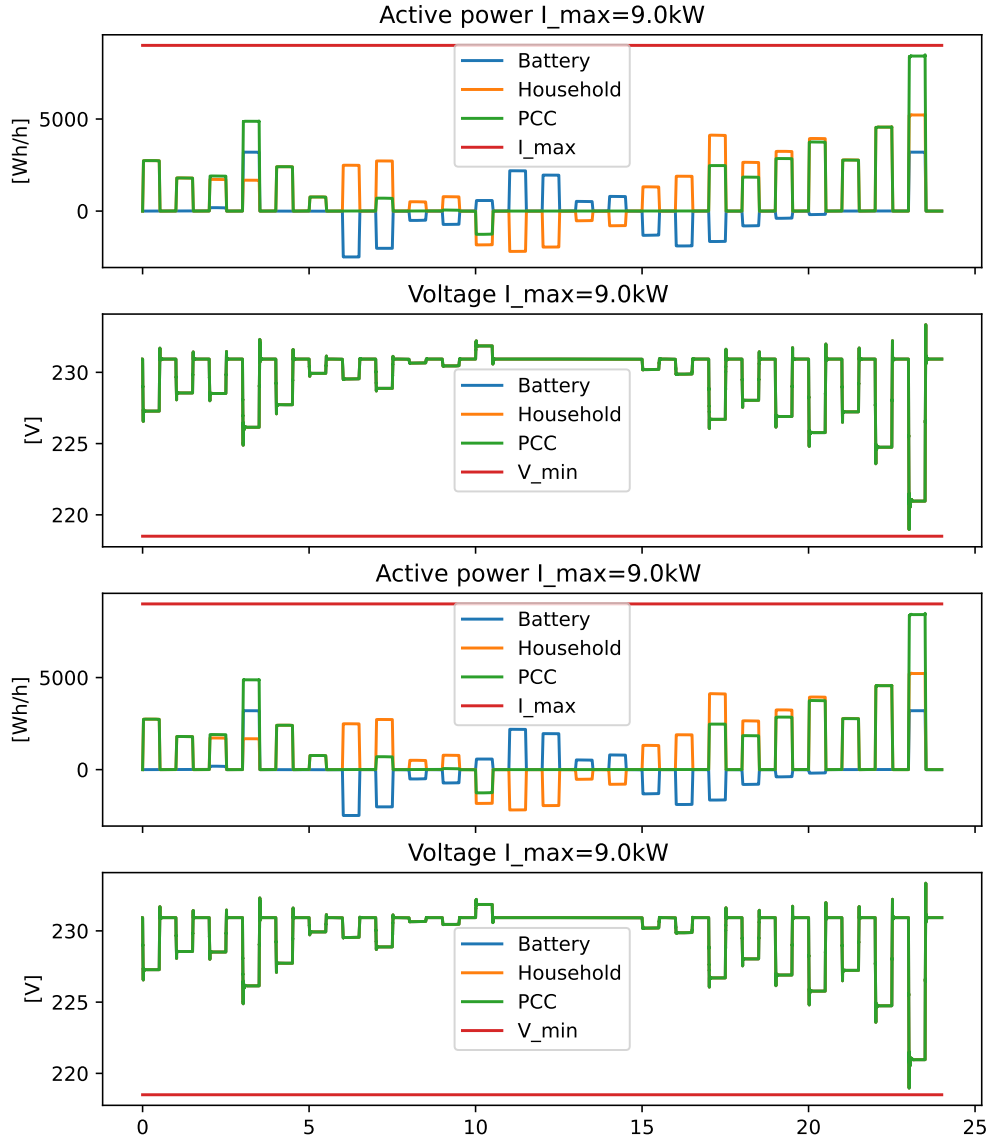 Active power I_max=9.0kW
[Wh/h]
5000
0
Battery
Household
PCC
I_max
Voltage I_max=9.0kW
[V]
230
225
220
Battery
Household
PCC
V_min
Active power I_max=9.0kW
[Wh/h]
5000
0
Battery
Household
PCC
I_max
Voltage I_max=9.0kW
[V]
230
225
220
Battery
Household
PCC
V_min
0 5 10 15 20 25